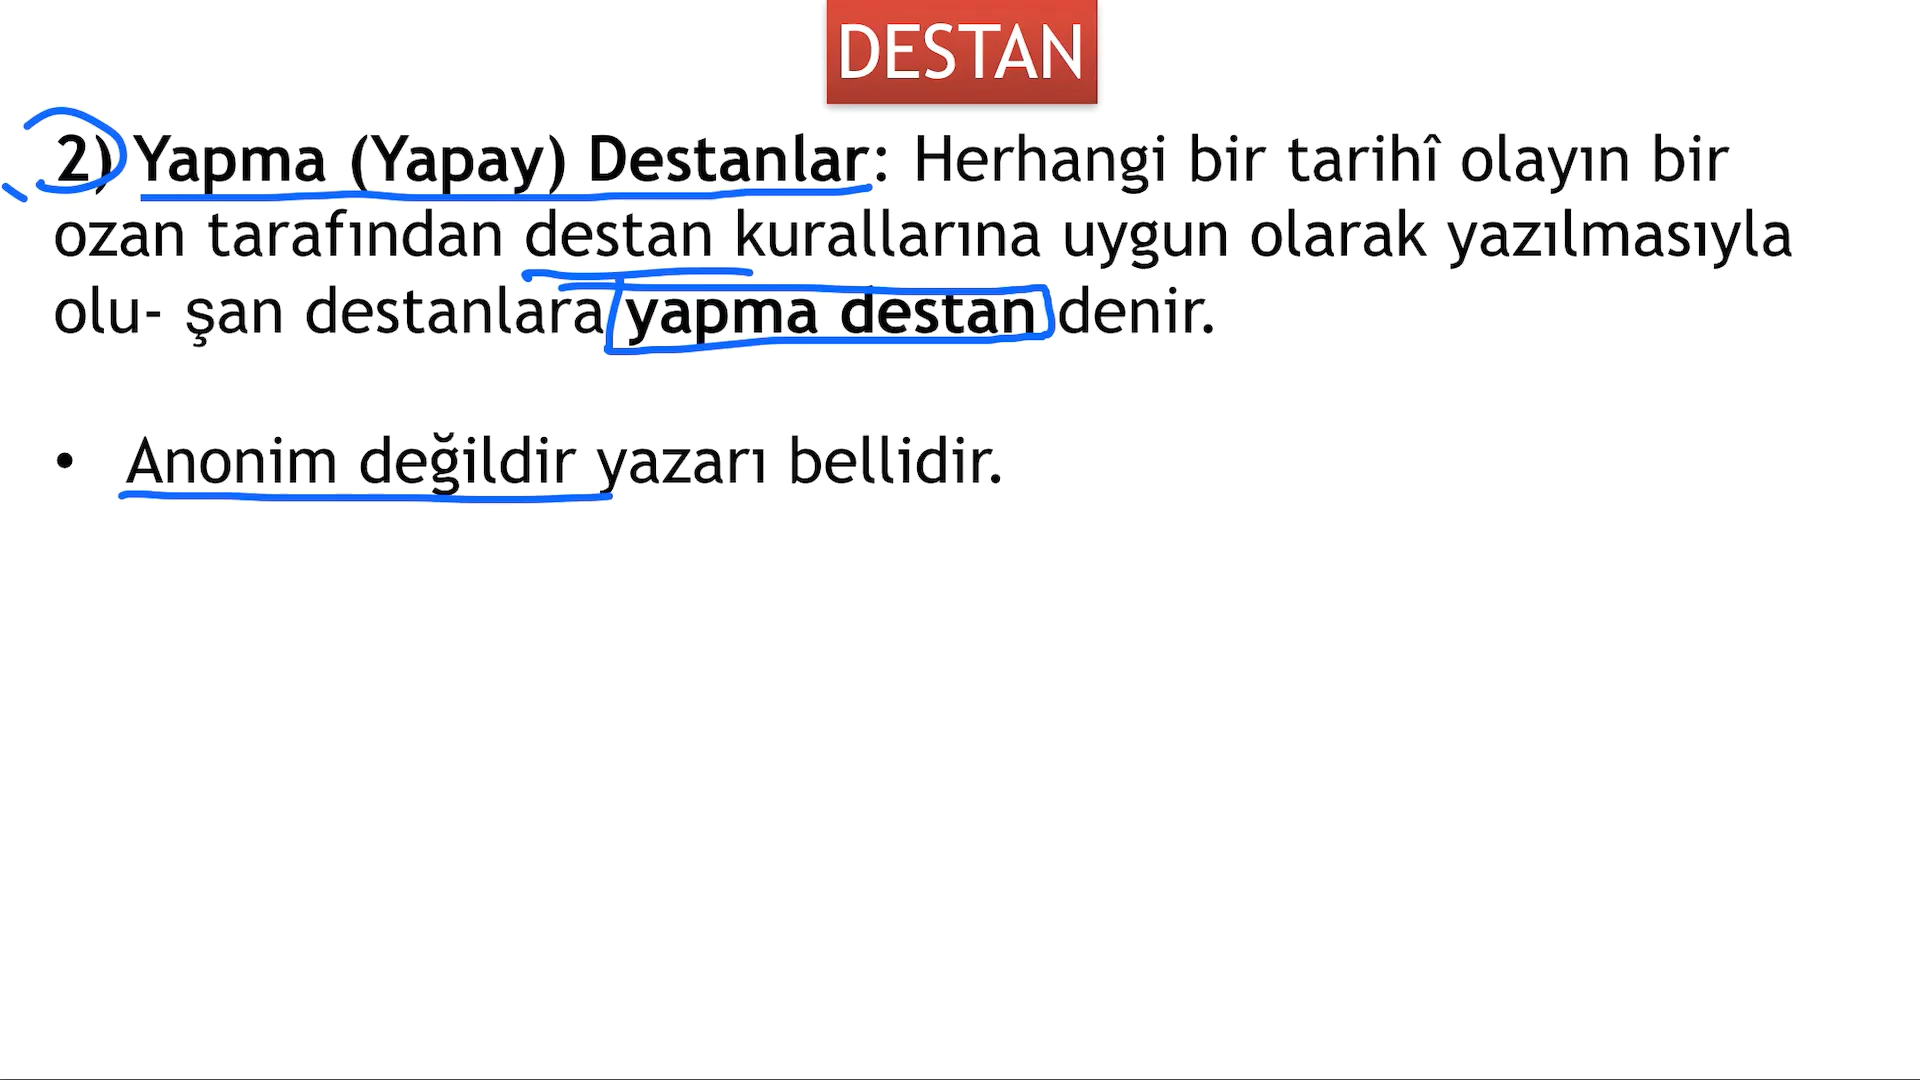 DESTAN
2) Yapma (Yapay) Destanlar: Herhangi bir tarihî olayın bir
ozan tarafından destan kurallarına uygun olarak yazılmasıyla
olu- şan destanlara yapma destan denir.
• Anonim değildir yazarı bellidir.